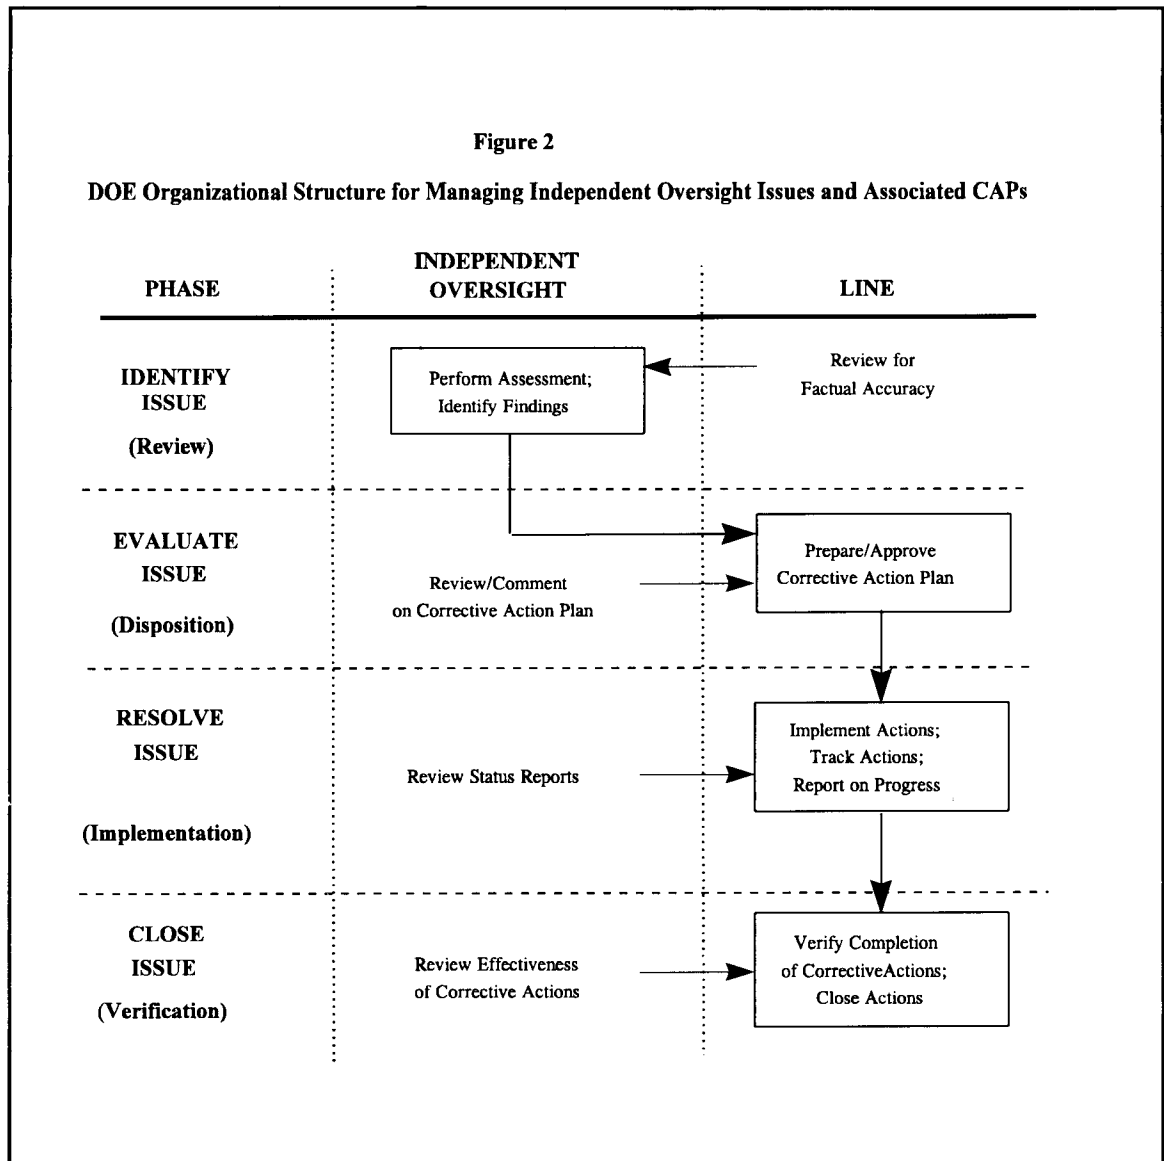 Figure 2
DOE Organizational Structure for Managing Independent Oversight Issues and Associated CAPs
PHASE
INDEPENDENT
OVERSIGHT
LINE
IDENTIFY
ISSUE
(Review)
Perform Assessment;
Identify Findings
Review for
Factual Accuracy
EVALUATE
ISSUE
(Disposition)
Review/Comment
on Corrective Action Plan
Prepare/Approve
Corrective Action Plan
RESOLVE
ISSUE
(Implementation)
Review Status Reports
Implement Actions;
Track Actions;
Report on Progress
CLOSE
ISSUE
(Verification)
Review Effectiveness
of Corrective Actions
Verify Completion
of CorrectiveActions;
Close Actions